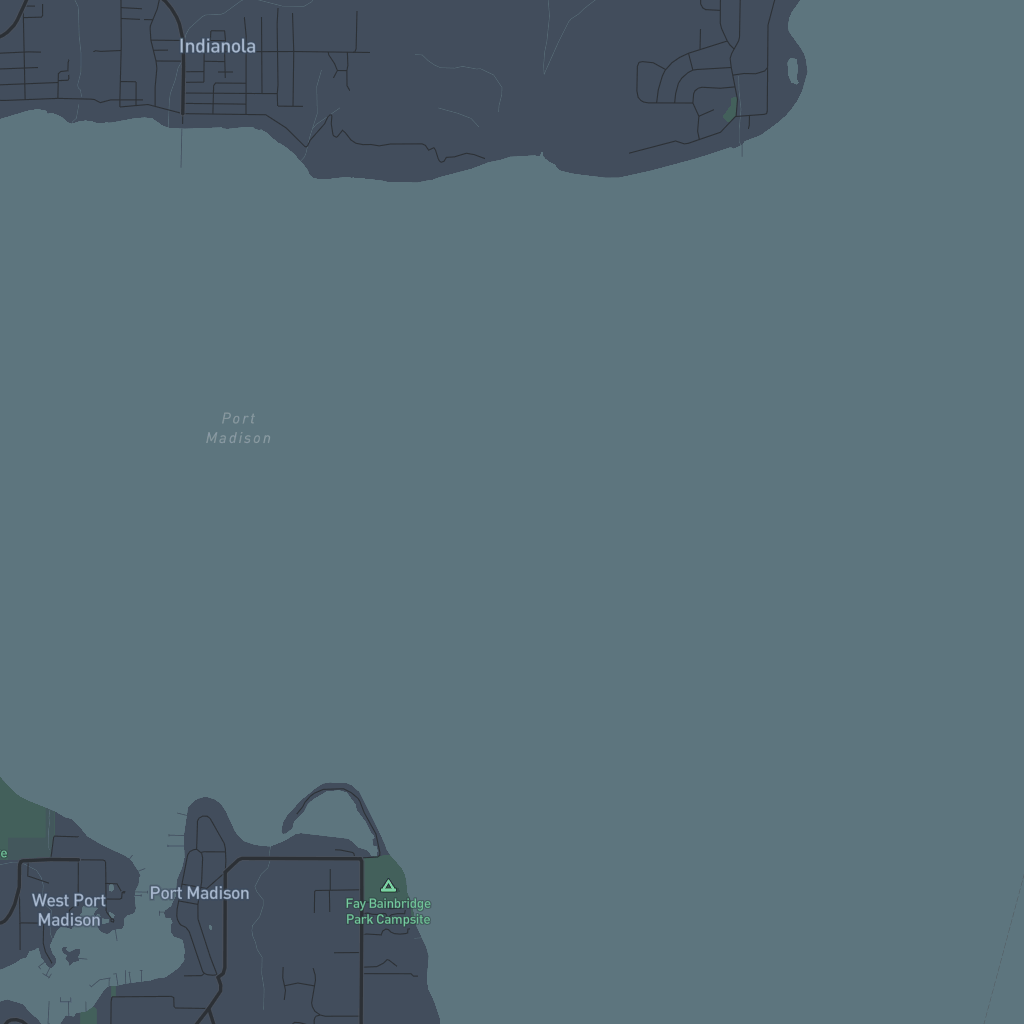 Indianola
Port
Madison
e
West Port
Madison
Port Madison
Fay Bainbridge
Park Campsite